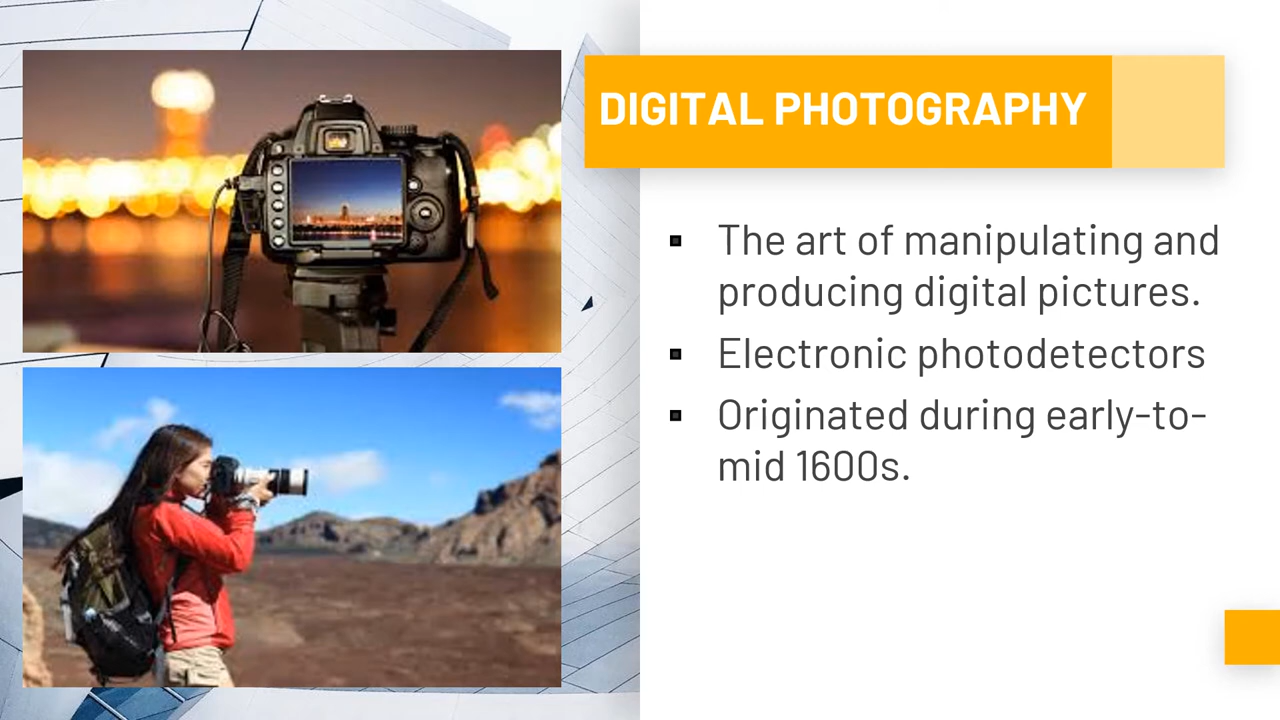 DIGITAL PHOTOGRAPHY
The art of manipulating and
producing digital pictures.
Electronic photodetectors
Originated during early-to-
mid 1600s.